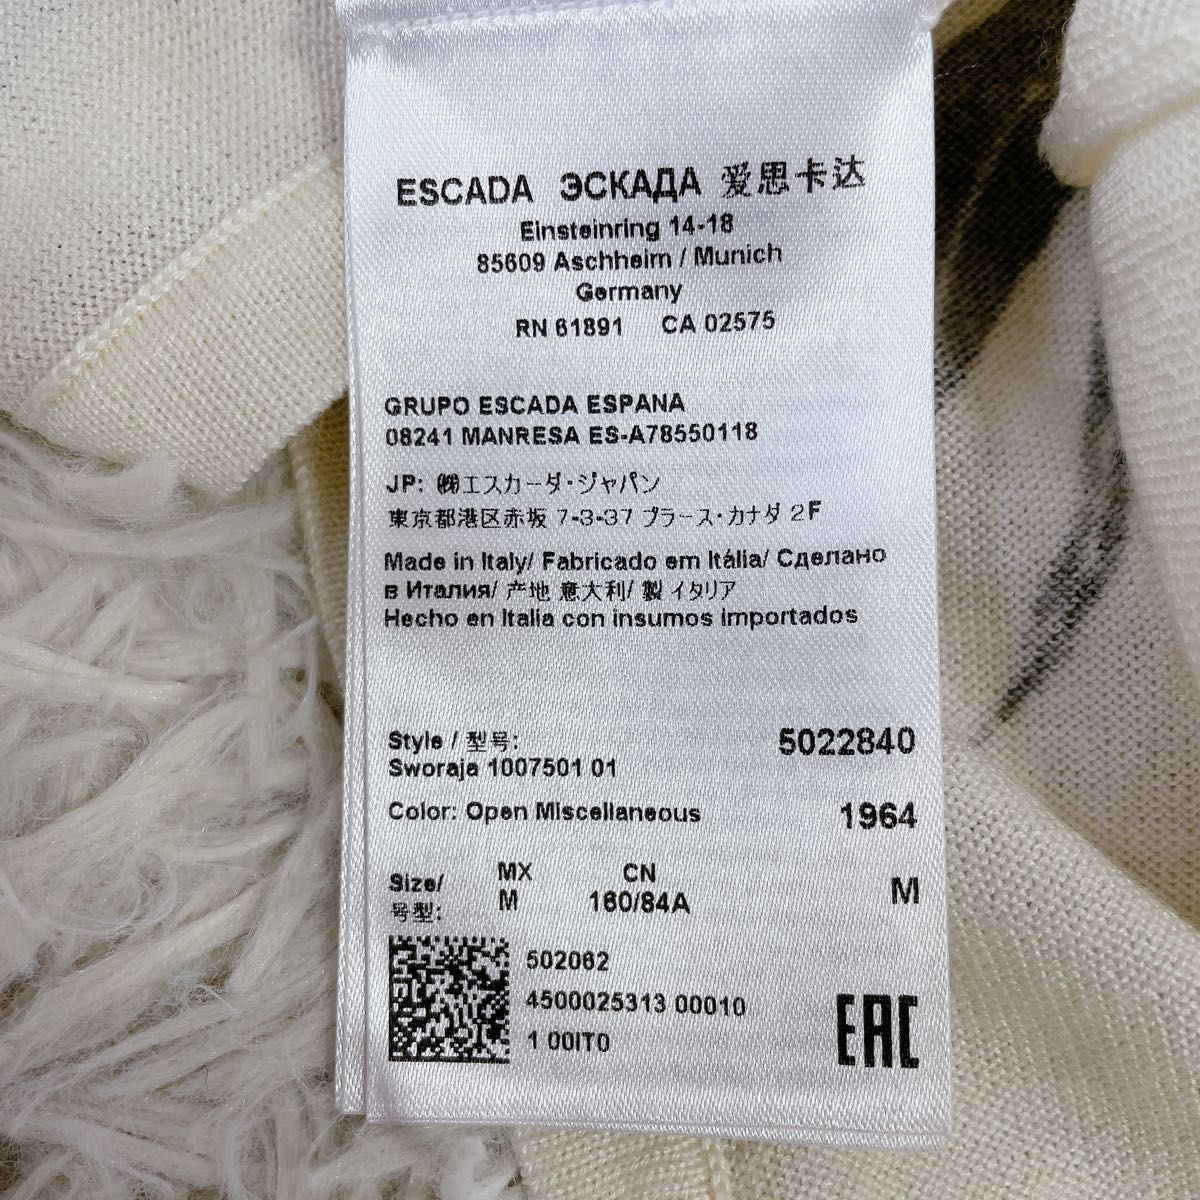 ESCADA ЭСКАДА 爱思卡达
Einsteinring 14-18
85609 Aschheim / Munich
Germany
RN 61891 CA 02575
GRUPO ESCADA ESPANA
08241 MANRESA ES-A78550118
JP: ㈱エスカーダ・ジャパン
東京都港区赤坂 7-3-37 プラース・カナダ 2F
Made in Italy/ Fabricado em Itália/ Сделано
в Италия/ 产地 意大利/ 製 イタリア
Hecho en Italia con insumos importados
Style / 型号: 5022840
Sworaja 1007501 01
Color: Open Miscellaneous 1964
MX CN
Size/ M 160/84A M
号型:
502062
4500025313 00010
1 00IT0
EAC